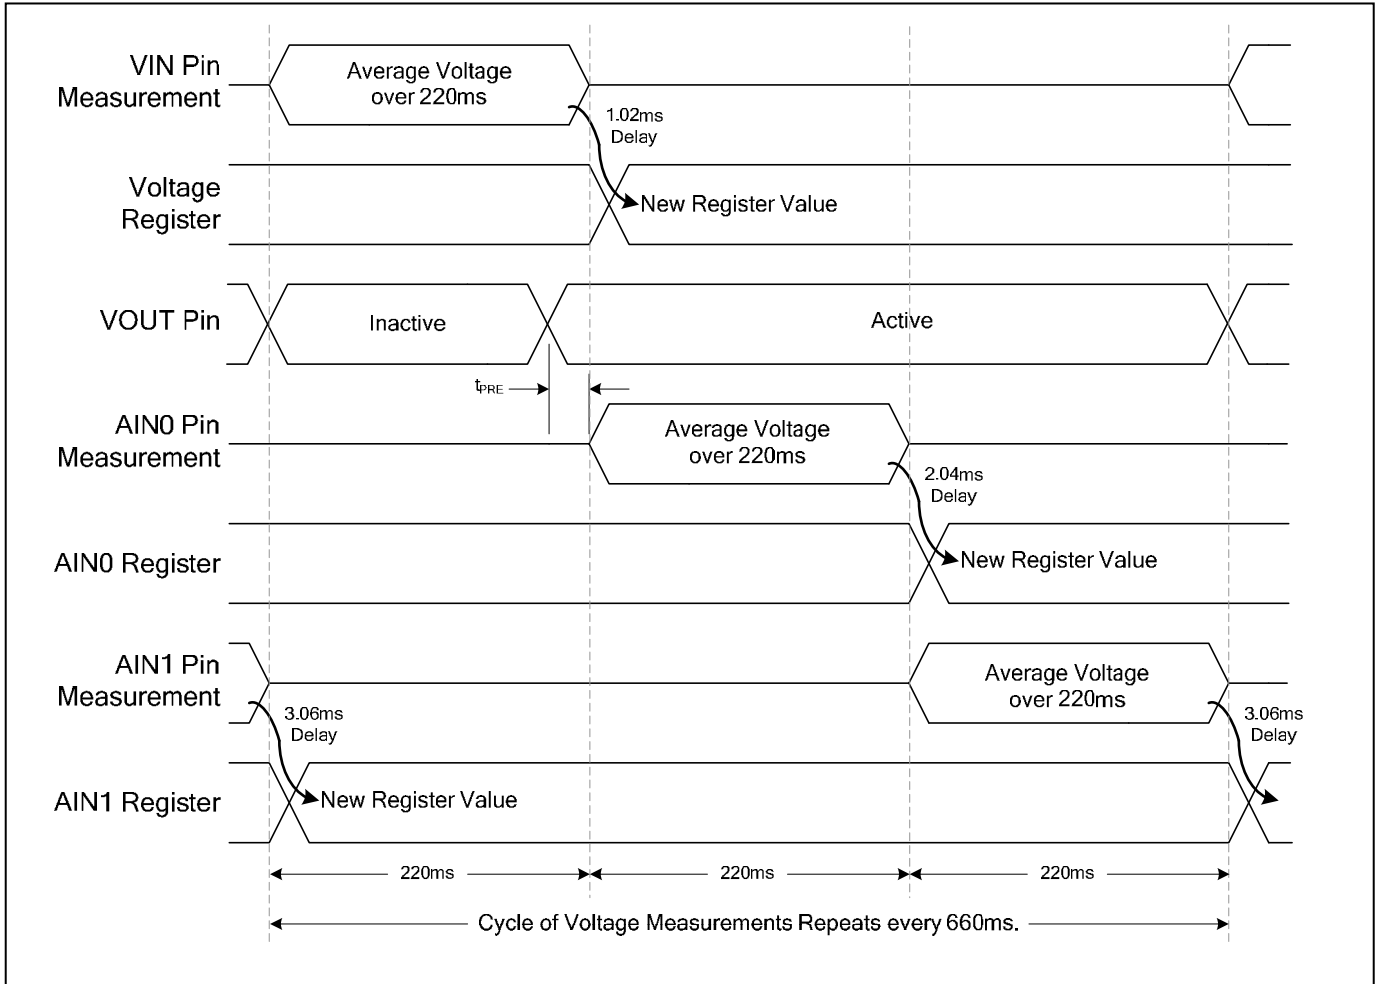 VIN Pin
Measurement
Average Voltage
over 220ms
1.02ms
Delay
Voltage
Register
New Register Value
VOUT Pin
Inactive
Active
tPRE
AIN0 Pin
Measurement
Average Voltage
over 220ms
2.04ms
Delay
AIN0 Register
New Register Value
AIN1 Pin
Measurement
Average Voltage
over 220ms
3.06ms
Delay
3.06ms
Delay
AIN1 Register
New Register Value
220ms
220ms
220ms
Cycle of Voltage Measurements Repeats every 660ms.